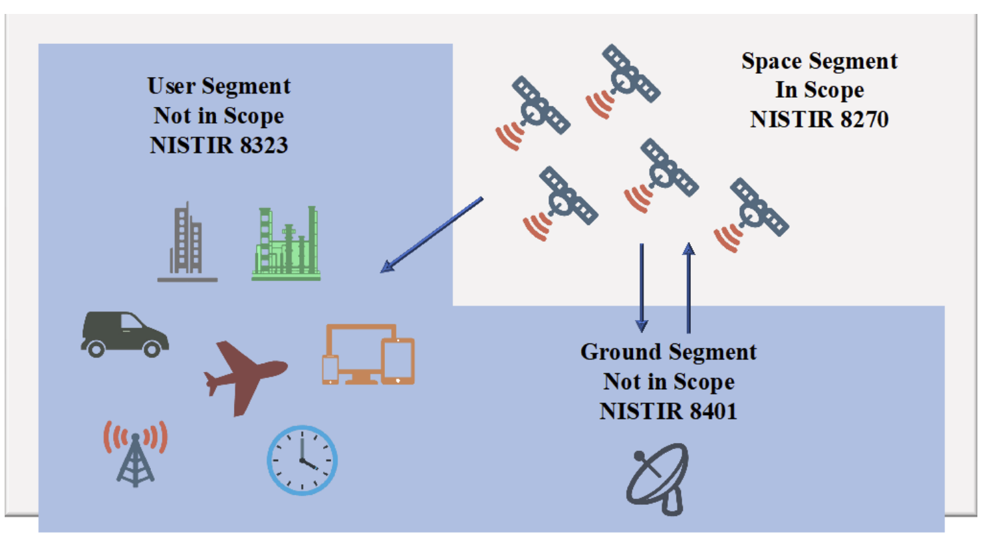 User Segment
Not in Scope
NISTIR 8323
Space Segment
In Scope
NISTIR 8270
Ground Segment
Not in Scope
NISTIR 8401